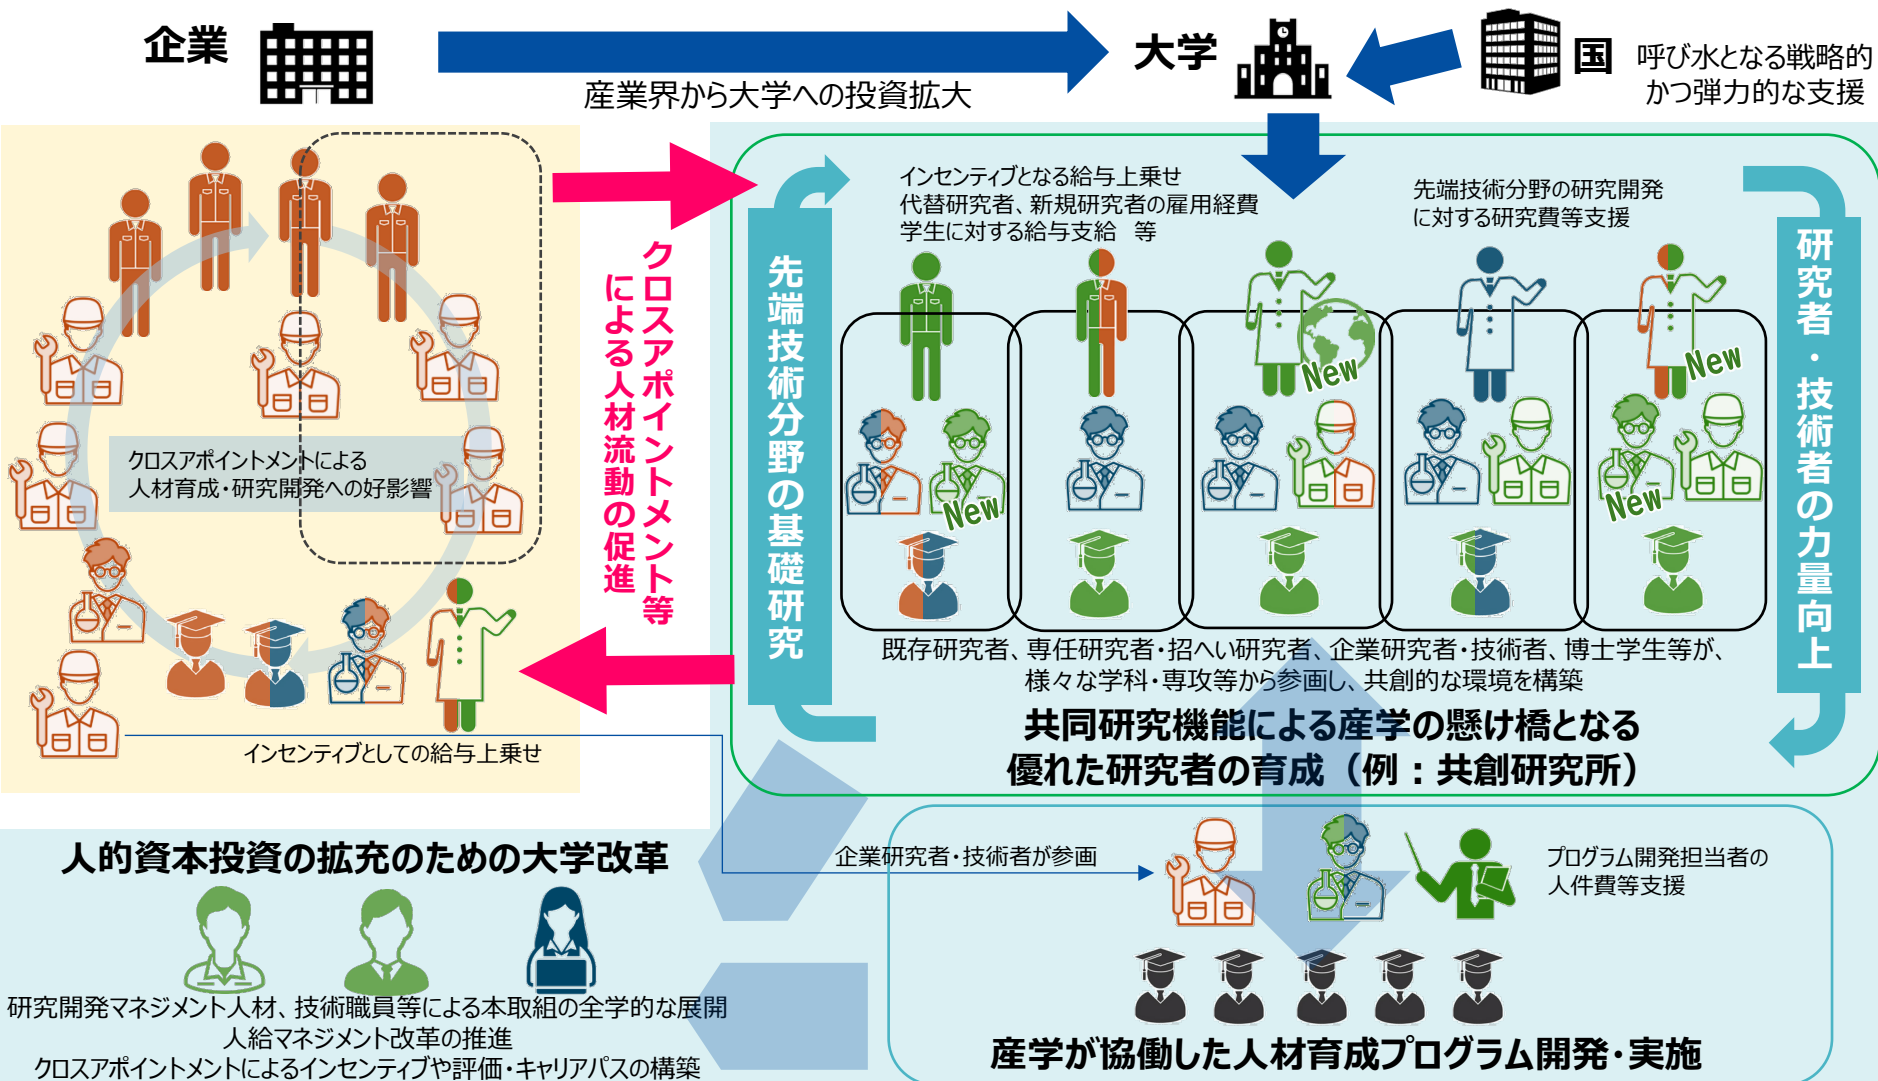 企業
産業界から大学への投資拡大
大学
国
呼び水となる戦略的
かつ弾力的な支援
クロスアポイントメントによる
人材育成・研究開発への好影響
インセンティブとしての給与上乗せ
クロスアポイントメント等
による人材流動の促進
先端技術分野の基礎研究
インセンティブとなる給与上乗せ
代替研究者、新規研究者の雇用経費
学生に対する給与支給 等
先端技術分野の研究開発
に対する研究費等支援
研究者・技術者の力量向上
New
New
New
New
既存研究者、専任研究者・招へい研究者、企業研究者・技術者、博士学生等が、
様々な学科・専攻等から参画し、共創的な環境を構築
共同研究機能による産学の懸け橋となる
優れた研究者の育成（例：共創研究所）
人的資本投資の拡充のための大学改革
研究開発マネジメント人材、技術職員等による本取組の全学的な展開
人給マネジメント改革の推進
クロスアポイントメントによるインセンティブや評価・キャリアパスの構築
企業研究者・技術者が参画
プログラム開発担当者の
人件費等支援
産学が協働した人材育成プログラム開発・実施